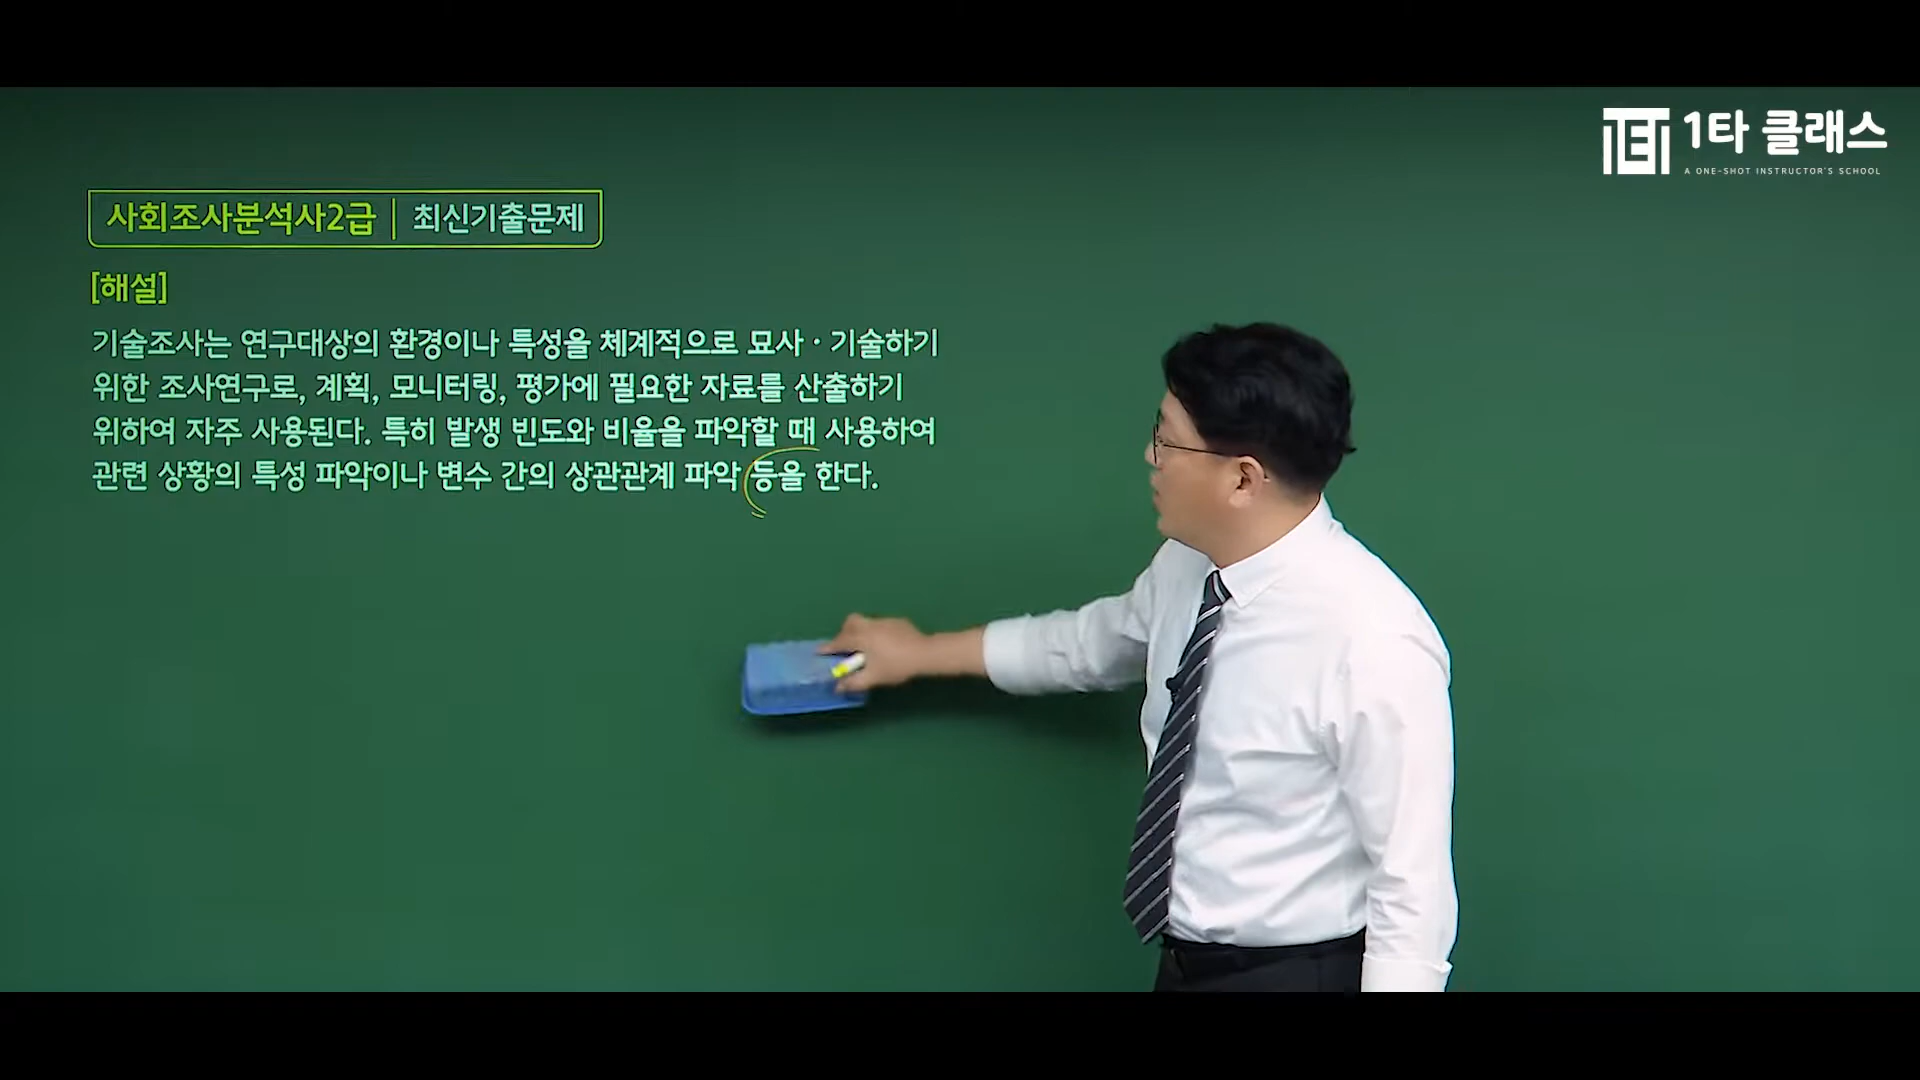 1타 클래스
A ONE-SHOT INSTRUCTOR'S SCHOOL
사회조사분석사2급 | 최신기출문제
[해설]
기술조사는 연구대상의 환경이나 특성을 체계적으로 묘사 · 기술하기
위한 조사연구로, 계획, 모니터링, 평가에 필요한 자료를 산출하기
위하여 자주 사용된다. 특히 발생 빈도와 비율을 파악할 때 사용하여
관련 상황의 특성 파악이나 변수 간의 상관관계 파악 등을 한다.